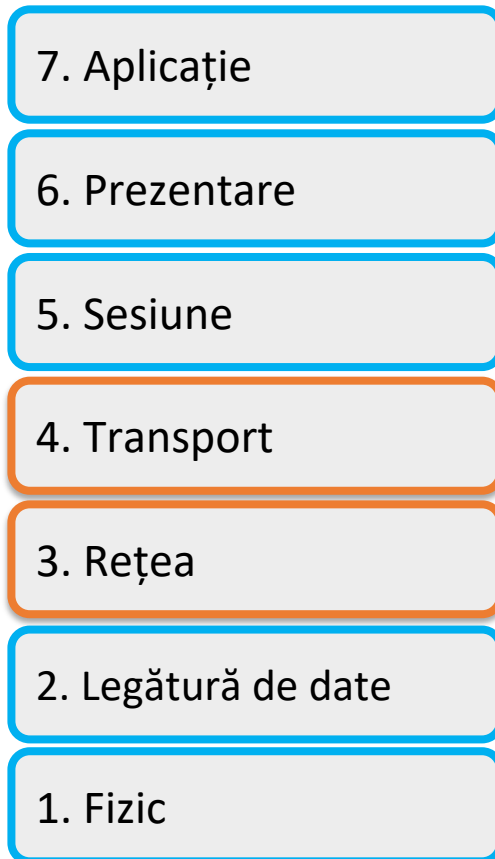 7. Aplicație
6. Prezentare
5. Sesiune
4. Transport
3. Rețea
2. Legătură de date
1. Fizic